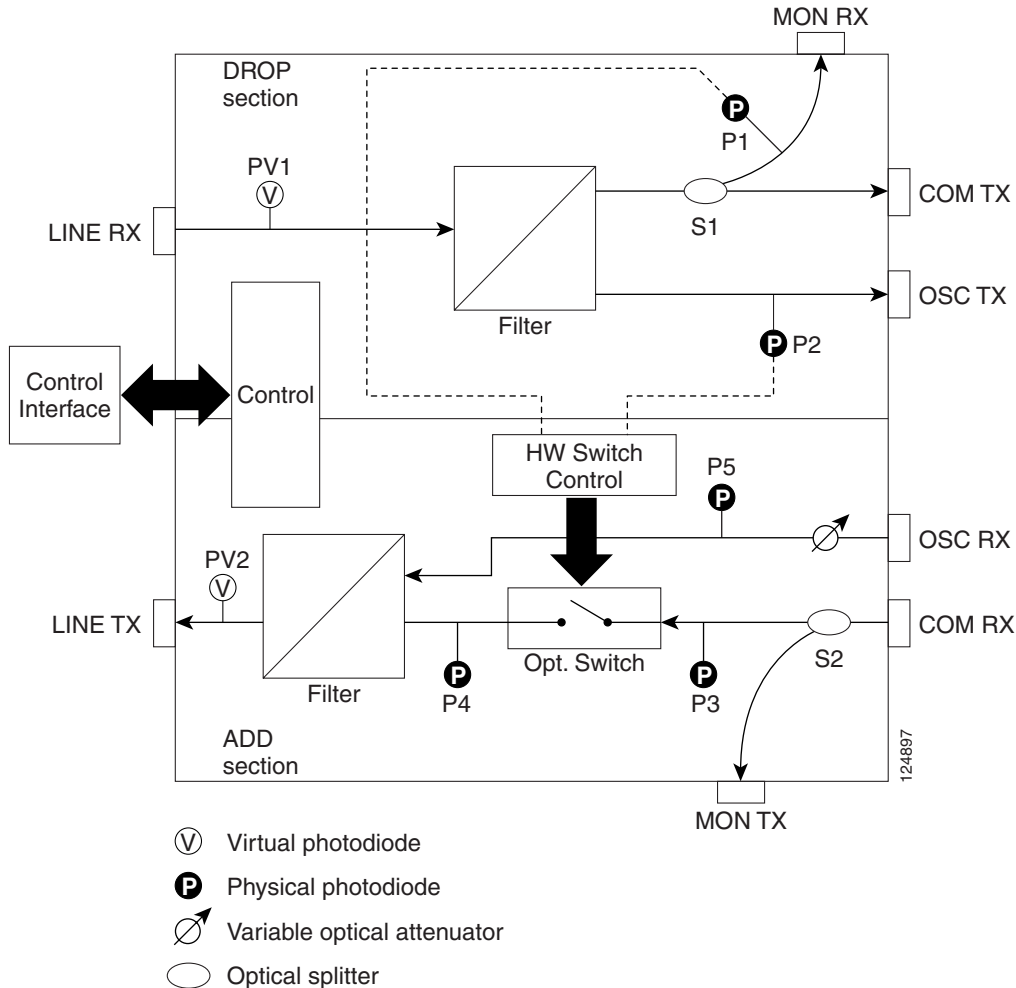 MON RX
DROP
section
P
P1
PV1
V
COM TX
LINE RX
S1
OSC TX
Filter
P
P2
Control
Interface
Control
HW Switch
Control
P5
P
OSC RX
PV2
V
LINE TX
COM RX
S2
Opt. Switch
P
P4
P
P3
Filter
ADD
section
124897
MON TX
V Virtual photodiode
P Physical photodiode
Variable optical attenuator
Optical splitter